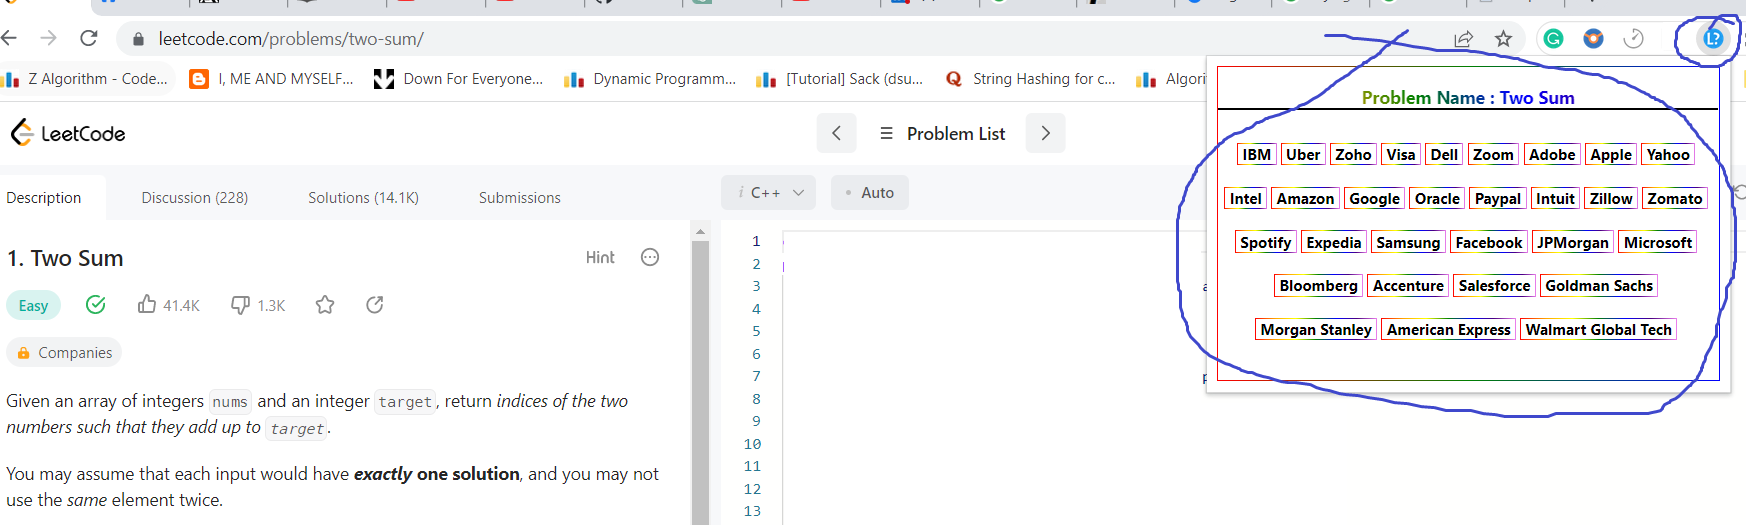 leetcode.com/problems/two-sum/
Z Algorithm - Code... I, ME AND MYSELF... Down For Everyone... Dynamic Programm... [Tutorial] Sack (dsu... String Hashing for c... Algori
LeetCode
Problem List
Description Discussion (228) Solutions (14.1K) Submissions
i C++ Auto
1. Two Sum
Hint
Easy 41.4K 1.3K
Companies
Given an array of integers nums and an integer target, return indices of the two
numbers such that they add up to target.
You may assume that each input would have exactly one solution, and you may not
use the same element twice.
1
2
3
4
5
6
7
8
9
10
11
12
13
L?
Problem Name : Two Sum
IBM Uber Zoho Visa Dell Zoom Adobe Apple Yahoo
Intel Amazon Google Oracle Paypal Intuit Zillow Zomato
Spotify Expedia Samsung Facebook JPMorgan Microsoft
Bloomberg Accenture Salesforce Goldman Sachs
Morgan Stanley American Express Walmart Global Tech